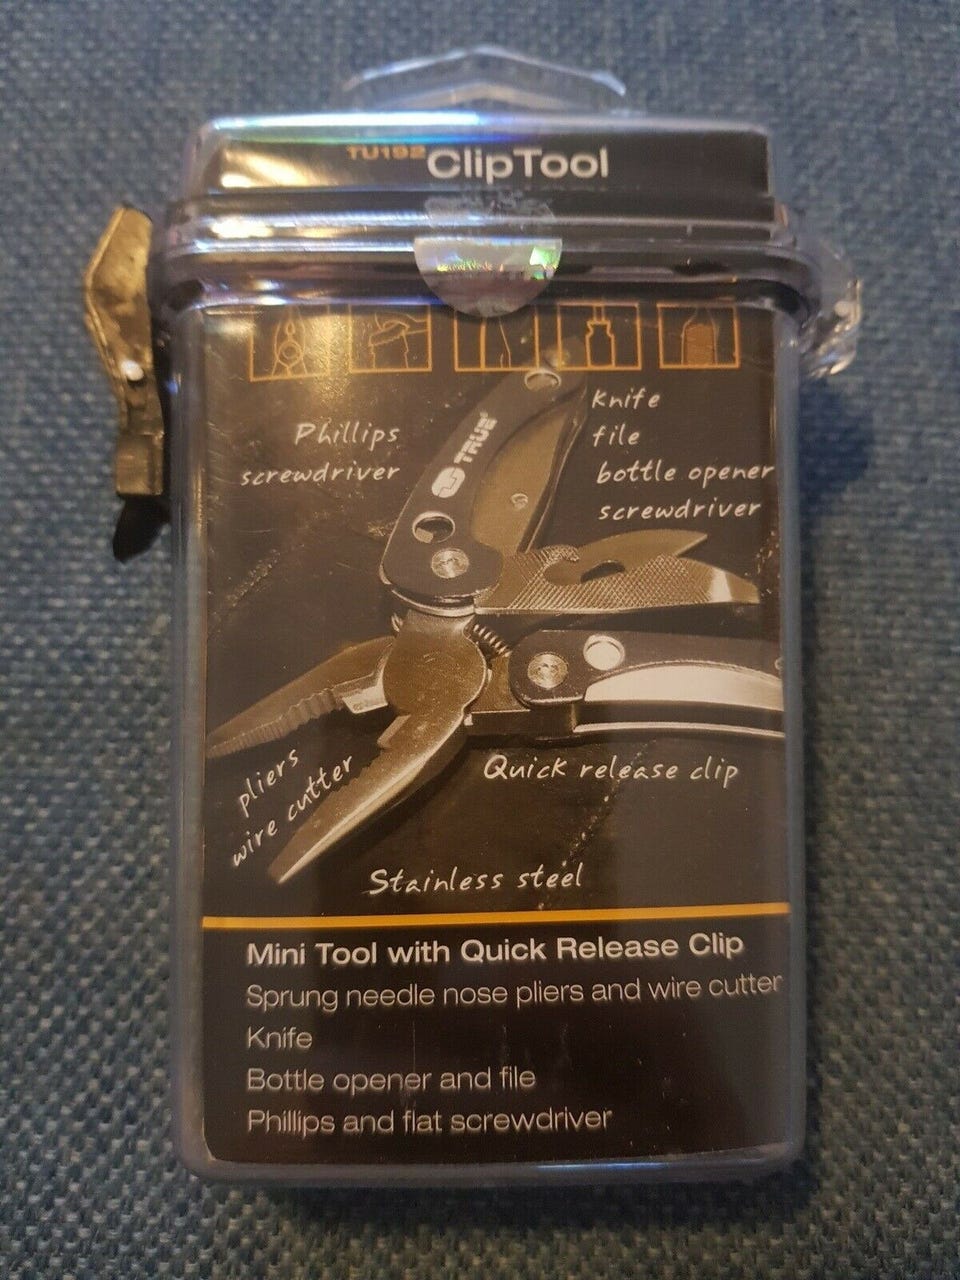 TU192 ClipTool
Phillips
screwdriver
Knife
file
bottle opener
screwdriver
TRUE
pliers
wire cutter
Quick release clip
Stainless steel
Mini Tool with Quick Release Clip
Sprung needle nose pliers and wire cutter
Knife
Bottle opener and file
Phillips and flat screwdriver